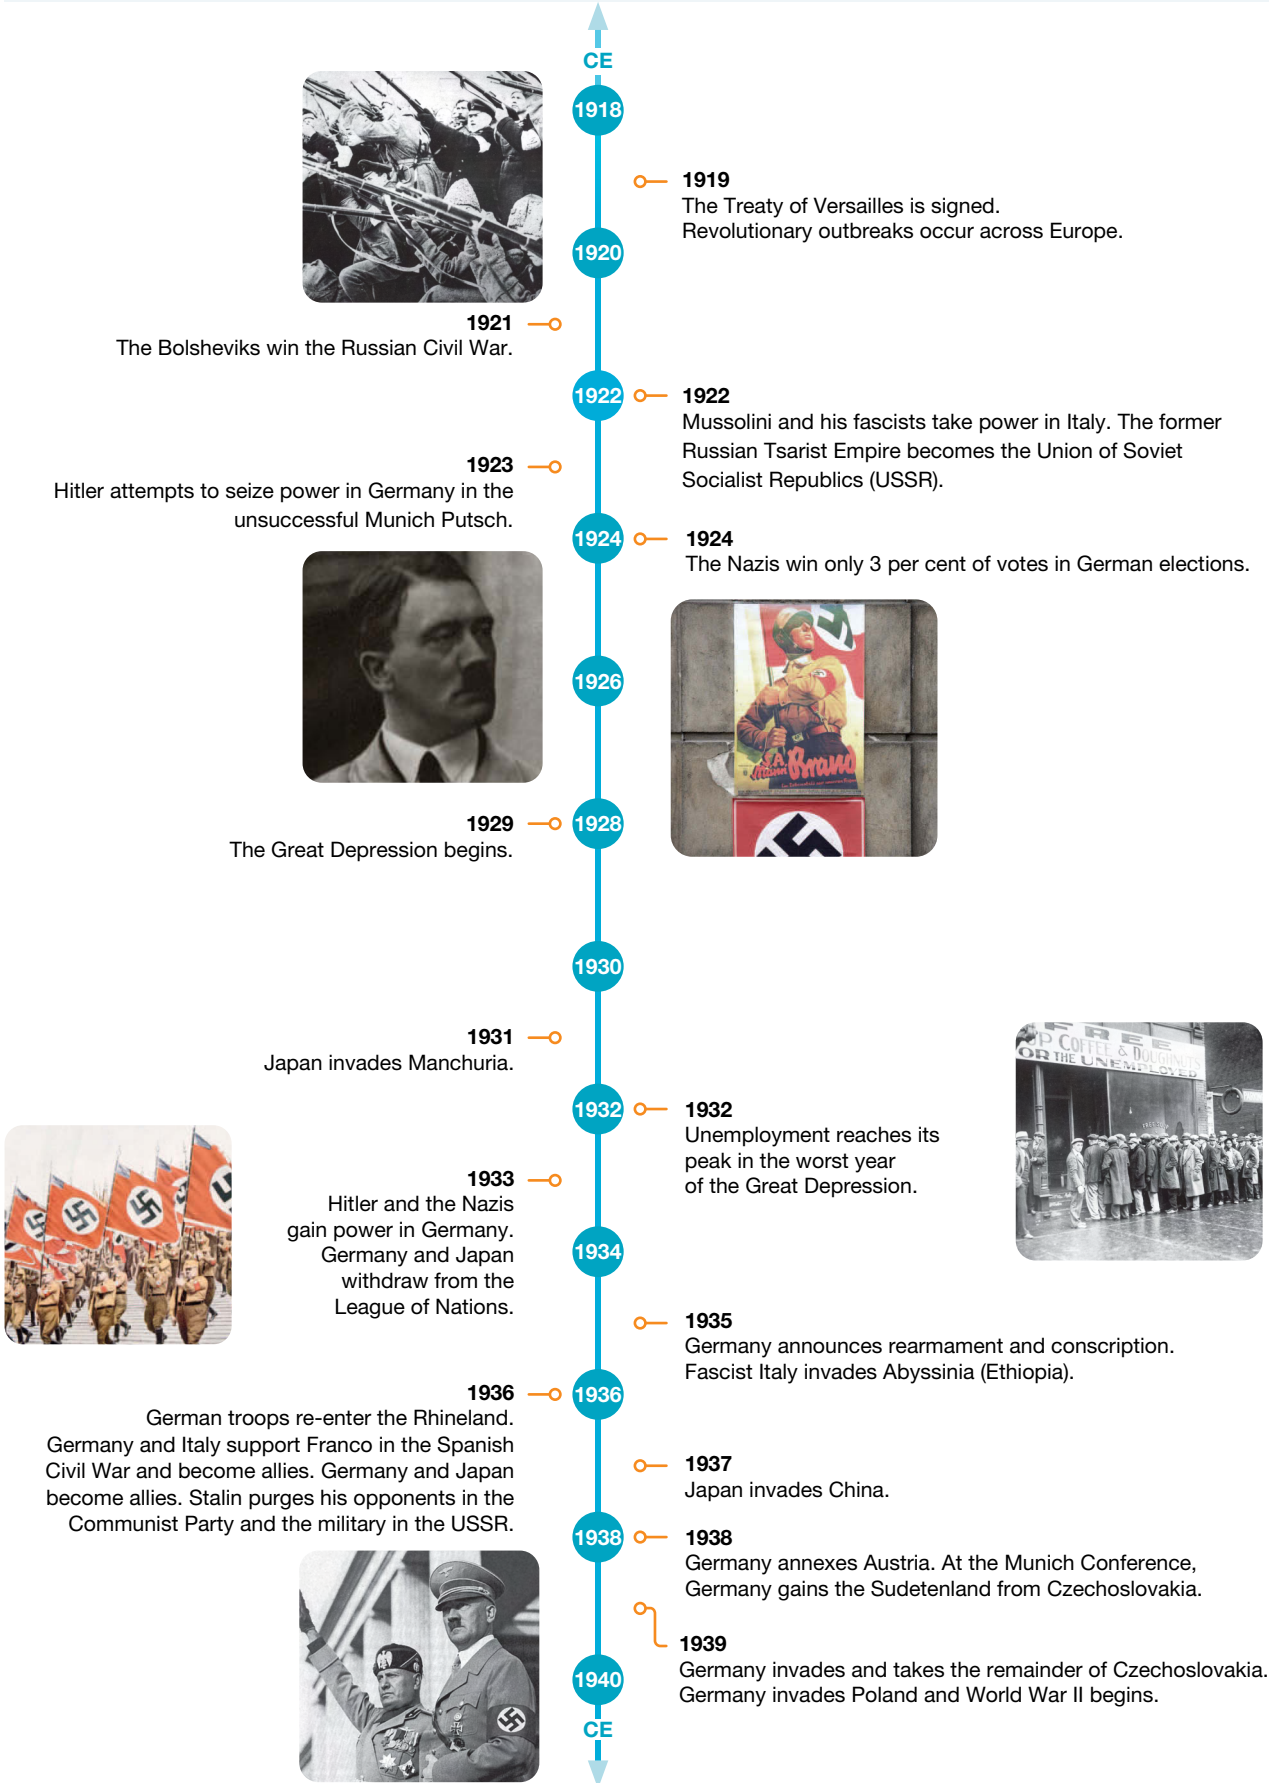 CE
1918
1919
The Treaty of Versailles is signed.
Revolutionary outbreaks occur across Europe.
1920
1921
The Bolsheviks win the Russian Civil War.
1922
1922
Mussolini and his fascists take power in Italy. The former
Russian Tsarist Empire becomes the Union of Soviet
Socialist Republics (USSR).
1923
Hitler attempts to seize power in Germany in the
unsuccessful Munich Putsch.
1924
1924
The Nazis win only 3 per cent of votes in German elections.
1926
S.A.
Mann Brand
1929
The Great Depression begins.
1928
1930
1931
Japan invades Manchuria.
FREE
UP COFFEE & DOUGHNUTS
OR THE UNEMPLOYED
1932
1932
Unemployment reaches its
peak in the worst year
of the Great Depression.
1933
Hitler and the Nazis
gain power in Germany.
Germany and Japan
withdraw from the
League of Nations.
1934
1935
Germany announces rearmament and conscription.
Fascist Italy invades Abyssinia (Ethiopia).
1936
German troops re-enter the Rhineland.
Germany and Italy support Franco in the Spanish
Civil War and become allies. Germany and Japan
become allies. Stalin purges his opponents in the
Communist Party and the military in the USSR.
1936
1937
Japan invades China.
1938
1938
Germany annexes Austria. At the Munich Conference,
Germany gains the Sudetenland from Czechoslovakia.
1939
Germany invades and takes the remainder of Czechoslovakia.
Germany invades Poland and World War II begins.
1940
CE